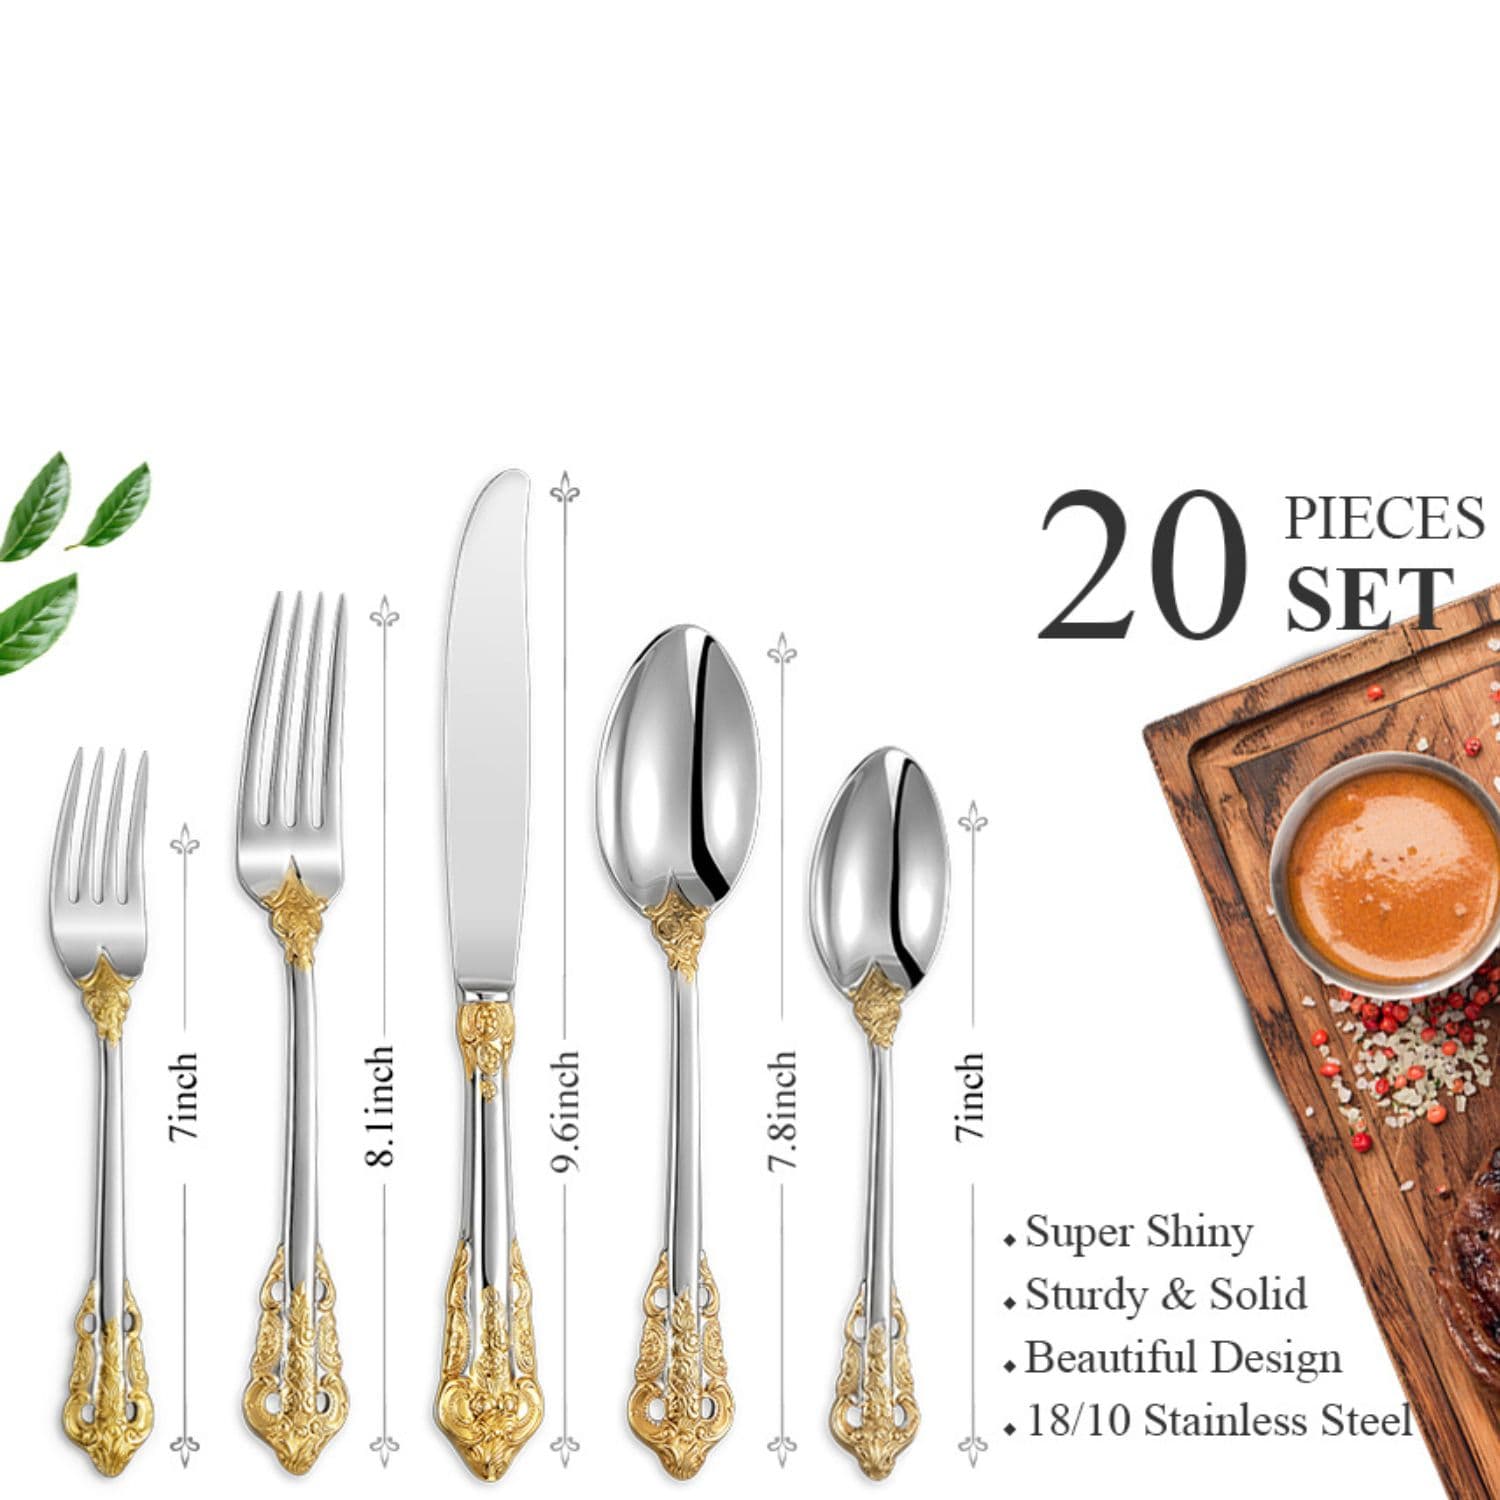 20 PIECES
SET
7inch
8.1inch
9.6inch
7.8inch
7inch
Super Shiny
Sturdy & Solid
Beautiful Design
18/10 Stainless Steel